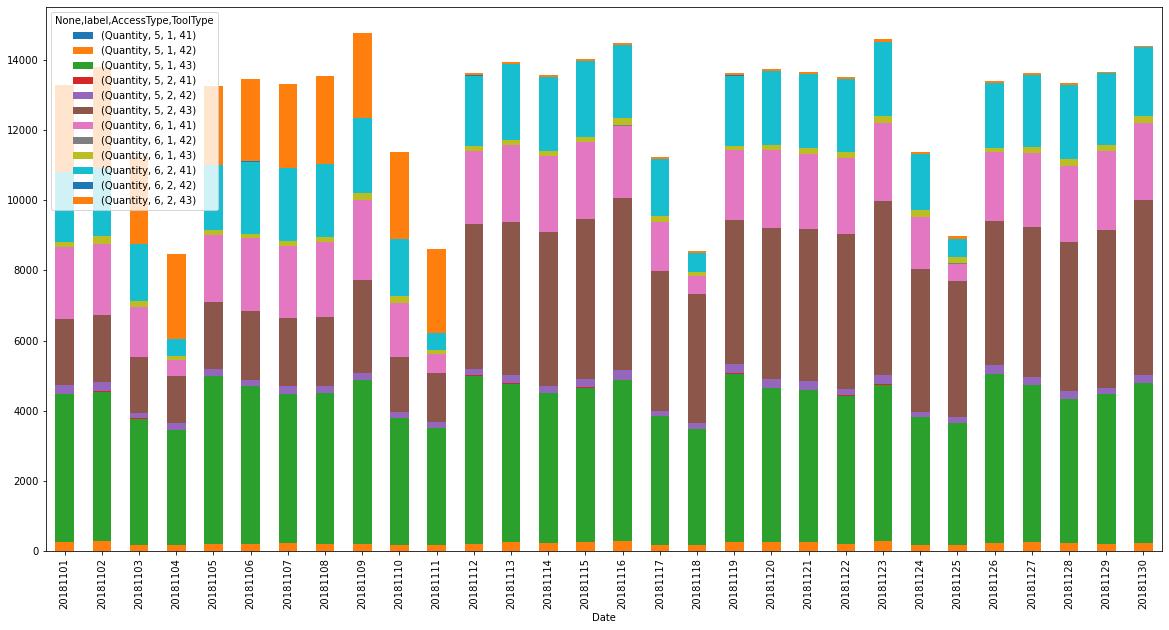 None,label,AccessType,ToolType
(Quantity, 5, 1, 41)
(Quantity, 5, 1, 42)
(Quantity, 5, 1, 43)
(Quantity, 5, 2, 41)
(Quantity, 5, 2, 42)
(Quantity, 5, 2, 43)
(Quantity, 6, 1, 41)
(Quantity, 6, 1, 42)
(Quantity, 6, 1, 43)
(Quantity, 6, 2, 41)
(Quantity, 6, 2, 42)
(Quantity, 6, 2, 43)
14000
12000
10000
8000
6000
4000
2000
0
20181101
20181102
20181103
20181104
20181105
20181106
20181107
20181108
20181109
20181110
20181111
20181112
20181113
20181114
20181115
20181116
20181117
20181118
20181119
20181120
20181121
20181122
20181123
20181124
20181125
20181126
20181127
20181128
20181129
20181130
Date